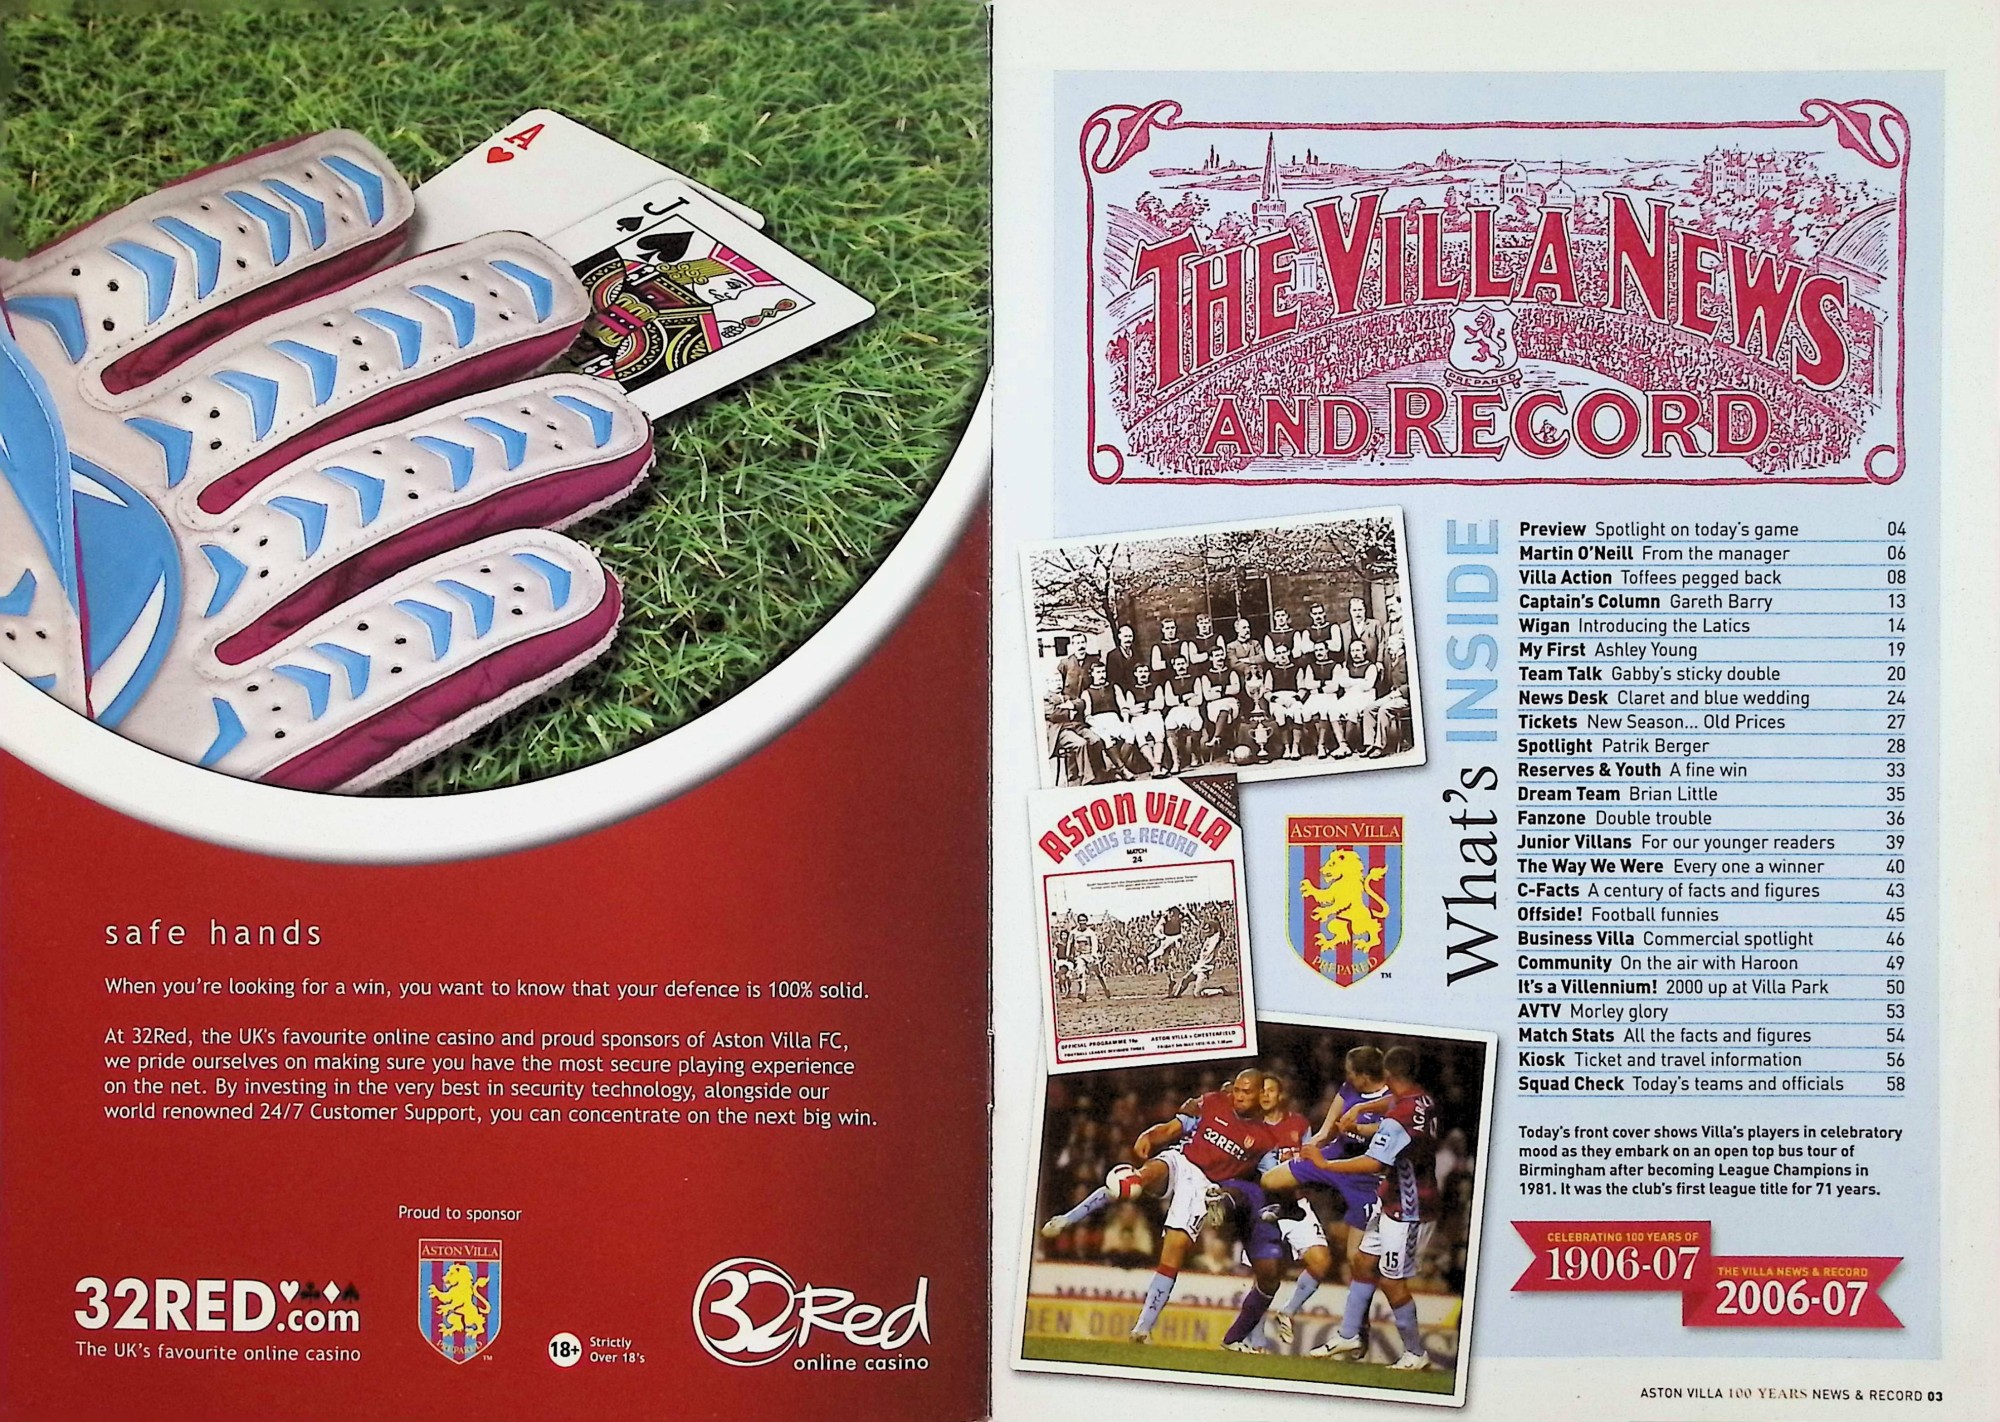 A
J
safe hands
When you're looking for a win, you want to know that your defence is 100% solid.
At 32Red, the UK's favourite online casino and proud sponsors of Aston Villa FC,
we pride ourselves on making sure you have the most secure playing experience
on the net. By investing in the very best in security technology, alongside our
world renowned 24/7 Customer Support, you can concentrate on the next big win.
Proud to sponsor
ASTON VILLA
PREPARED
TM
32RED.com
The UK's favourite online casino
18+
Strictly
Over 18's
32Red
online casino
THE VILLA NEWS
PREPARED
AND RECORD.
What's INSIDE
Preview Spotlight on today's game 04
Martin O'Neill From the manager 06
Villa Action Toffees pegged back 08
Captain's Column Gareth Barry 13
Wigan Introducing the Latics 14
My First Ashley Young 19
Team Talk Gabby's sticky double 20
News Desk Claret and blue wedding 24
Tickets New Season... Old Prices 27
Spotlight Patrik Berger 28
Reserves & Youth A fine win 33
Dream Team Brian Little 35
Fanzone Double trouble 36
Junior Villans For our younger readers 39
The Way We Were Every one a winner 40
C-Facts A century of facts and figures 43
Offside! Football funnies 45
Business Villa Commercial spotlight 46
Community On the air with Haroon 49
It's a Villennium! 2000 up at Villa Park 50
AVTV Morley glory 53
Match Stats All the facts and figures 54
Kiosk Ticket and travel information 56
Squad Check Today's teams and officials 58
ASTON VILLA
NEWS & RECORD
MATCH
24
OFFICIAL PROGRAMME 10p
ASTON VILLA v CHESTERFIELD
FOOTBALL LEAGUE DIVISION THREE
ASTON VILLA
PREPARED
TM
32RED
15
Today's front cover shows Villa's players in celebratory
mood as they embark on an open top bus tour of
Birmingham after becoming League Champions in
1981. It was the club's first league title for 71 years.
CELEBRATING 100 YEARS OF
1906-07
THE VILLA NEWS & RECORD
2006-07
ASTON VILLA 100 YEARS NEWS & RECORD 03